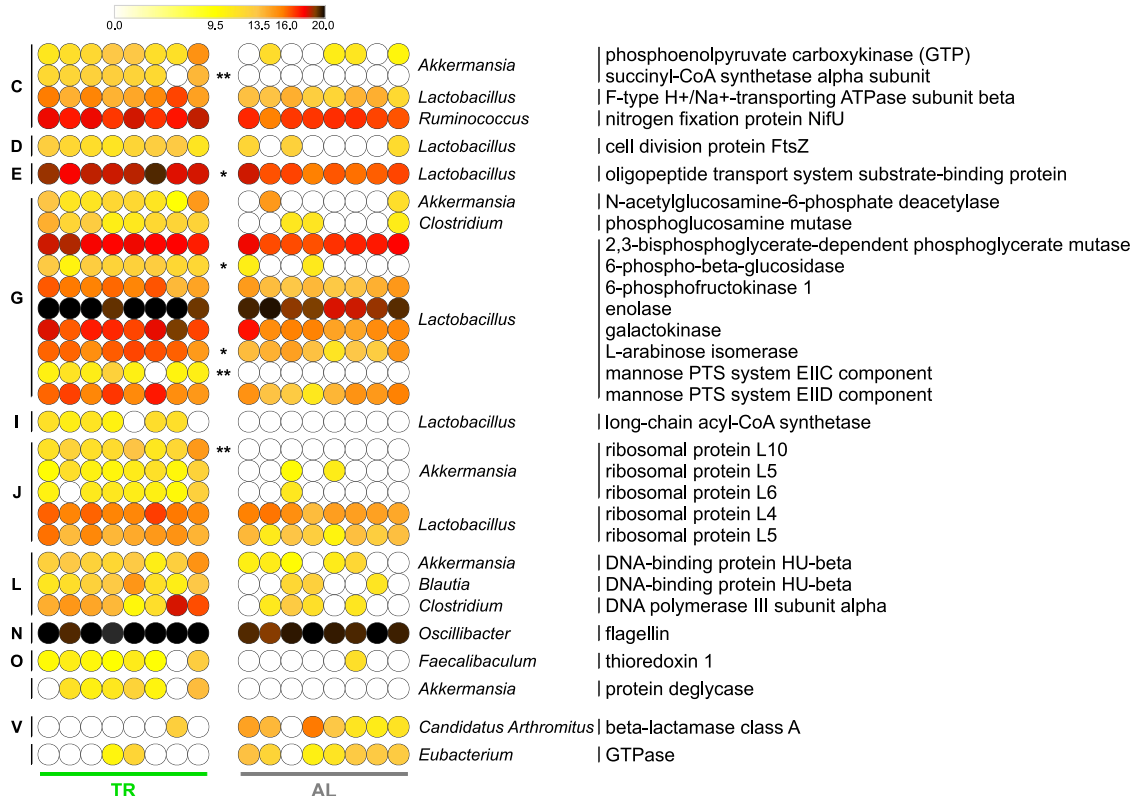 0.0 9.5 13.5 16.0 20.0
C
Akkermansia
phosphoenolpyruvate carboxykinase (GTP)
** succinyl-CoA synthetase alpha subunit
Lactobacillus F-type H+/Na+-transporting ATPase subunit beta
Ruminococcus nitrogen fixation protein NifU
D Lactobacillus cell division protein FtsZ
E * Lactobacillus oligopeptide transport system substrate-binding protein
G
Akkermansia N-acetylglucosamine-6-phosphate deacetylase
Clostridium phosphoglucosamine mutase
Lactobacillus
2,3-bisphosphoglycerate-dependent phosphoglycerate mutase
* 6-phospho-beta-glucosidase
6-phosphofructokinase 1
enolase
galactokinase
* L-arabinose isomerase
** mannose PTS system EIIC component
mannose PTS system EIID component
I Lactobacillus long-chain acyl-CoA synthetase
J
Akkermansia
** ribosomal protein L10
ribosomal protein L5
ribosomal protein L6
Lactobacillus
ribosomal protein L4
ribosomal protein L5
L
Akkermansia DNA-binding protein HU-beta
Blautia DNA-binding protein HU-beta
Clostridium DNA polymerase III subunit alpha
N Oscillibacter flagellin
O Faecalibaculum thioredoxin 1
Akkermansia protein deglycase
V Candidatus Arthromitus beta-lactamase class A
Eubacterium GTPase
TR AL